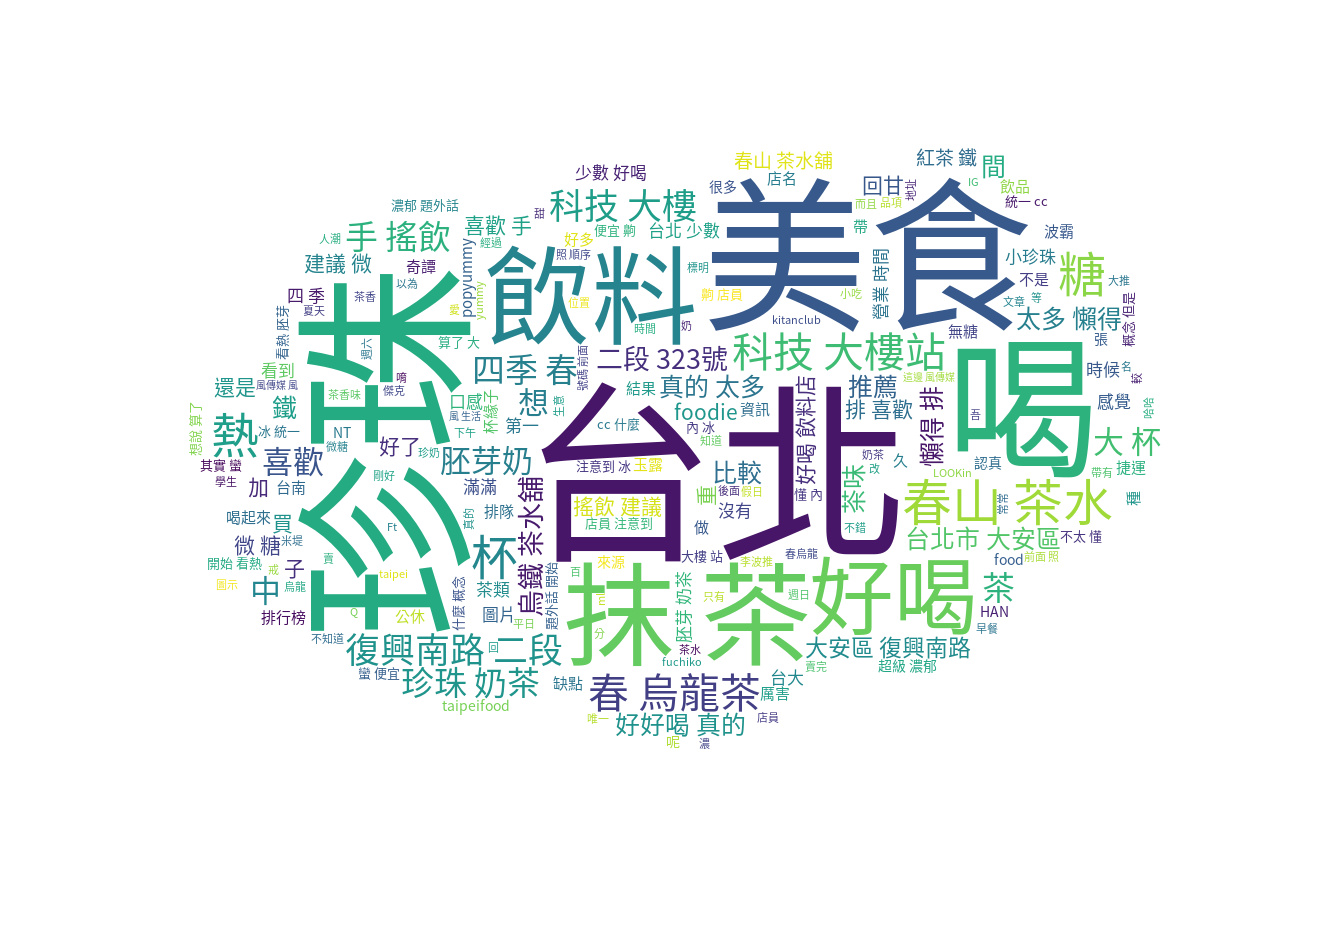 春山 茶水舖
紅茶 鐵
間
少數 好喝
很多
店名
回甘
地址
IG
飲品
統一 cc
濃郁 題外話
喜歡 手
甜
科技 大樓
美食
而且
品項
帶
波霸
人潮
手 搖飲
經過
好多
便宜 夠
台北 少數
照 順序
標明
小珍珠
建議 微
奇譚
popyummy
飲料
營業 時間
不是
糖
大推
以為
四 季
茶香
夏天
愛
yummy
位置
小吃
文章
等
概念 但是
kitanclub
時間
奶
無糖
太多 懶得
張
看熱 胚芽
珍珠
週六
算了 大
號碼 前面
二段 323號
科技 大樓站
喝
看到
還是
風傳媒 風
唷
傑克
四季 春
結果
真的 太多
推薦
這邊 風傳媒
時候
名
較
茶香味
口感
風 生活
杯緣子
想
生意
foodie
資訊
好喝 飲料店
排 喜歡
懶得 排
吾
感覺
哈哈
想說 算了
熱
鐵
冰 統一
NT
微糖
下午
第一
cc 什麼
內 冰
知道
台北
好了
珍奶
大 杯
其實 蠻
學生
喜歡
剛好
胚芽奶
注意到 冰
玉露
比較
奶茶
改
久
LOOKin
認真
帶有
捷運
加
台南
滿滿
茶水舖
搖飲 建議
重
後面
假日
懂 內
茶味
春山 茶水
常常
種
喝起來
買
米堤
Ft
真的
排隊
店員 注意到
做
沒有
不錯
台北市 大安區
不太 懂
微 糖
開始 看熱
賣
杯
來源
大樓 站
李波推
春烏龍
food
前面 照
圖示
中
戒
子
烏龍
taipei
茶類
烏鐵
題外話 開始
百
抹 茶
胚芽 奶茶
只有
週日
好喝
茶
排行榜
Q
公休
什麼 概念
圖片
平日
分
HAN
早餐
不知道
復興南路 二段
回
茶水
fuchiko
大安區 復興南路
賣完
超級 濃郁
蠻 便宜
珍珠 奶茶
缺點
春 烏龍茶
台大
厲害
taipeifood
唯一
好好喝 真的
店員
呢
濃